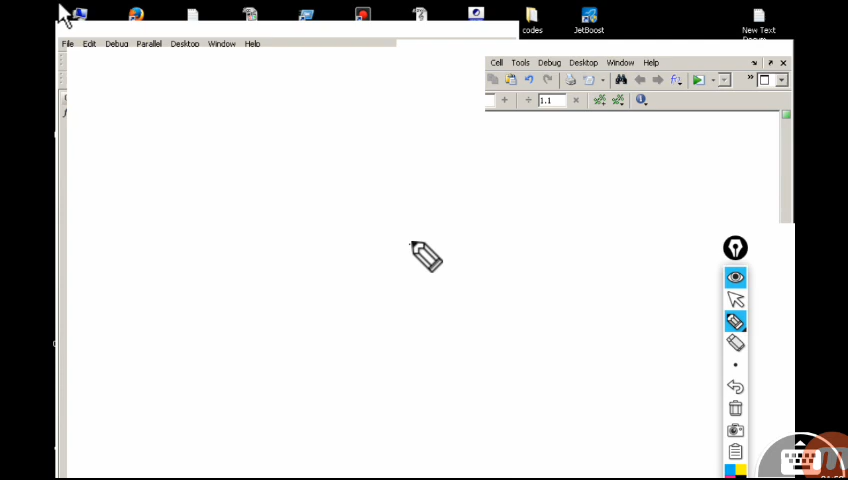 codes
JetBoost
New Text
File Edit Debug Parallel Desktop Window Help
Cell Tools Debug Desktop Window Help
1.1